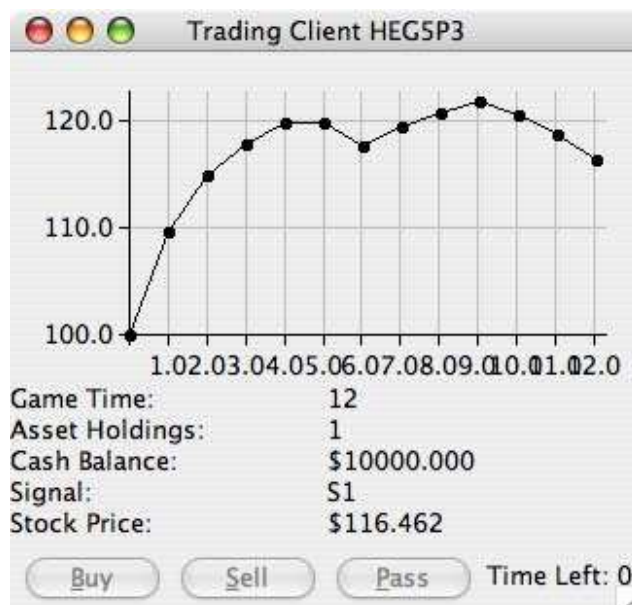 Trading Client HEG5P3
120.0
110.0
100.0
1.02.03.04.05.06.07.08.09.010.011.012.0
Game Time: 12
Asset Holdings: 1
Cash Balance: $10000.000
Signal: S1
Stock Price: $116.462
Buy Sell Pass Time Left: 0